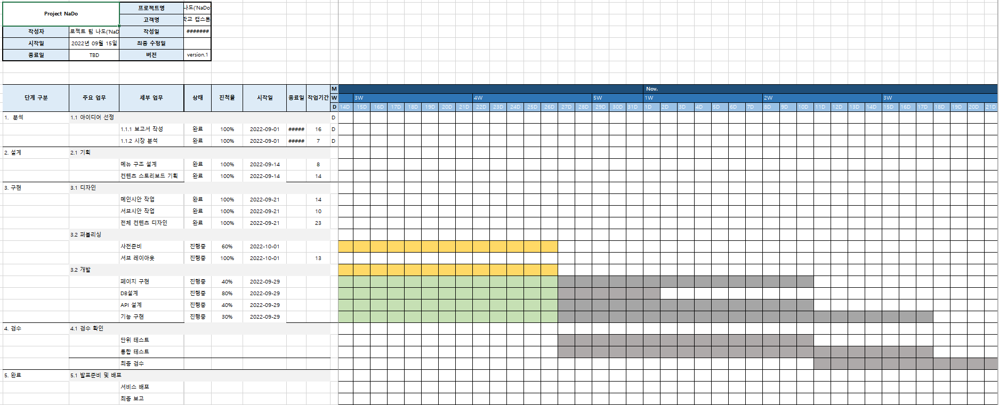 Project NaDo 프로젝트명 나도('NaDo
고객명 학교 캡스톤
작성자 로젝트 팀 나도('NaD 작성일 #######
시작일 2022년 09월 15일 최종 수정일
종료일 TBD 버전 version.1
단계 구분 주요 업무 세부 업무 상태 진척율 시작일 종료일 작업기간 M Nov.
W 3W 4W 5W 1W 2W 3W
D 14D 15D 16D 17D 18D 19D 20D 21D 22D 23D 24D 25D 26D 27D 28D 29D 30D 31D 1D 2D 3D 4D 5D 6D 7D 8D 9D 10D 11D 12D 13D 14D 15D 16D 17D 18D 19D 20D 21D
1. 분석 1.1 아이디어 선정 D
1.1.1 보고서 작성 완료 100% 2022-09-01 ##### 16 D
1.1.2 시장 분석 완료 100% 2022-09-01 ##### 7 D
2. 설계 2.1 기획
메뉴 구조 설계 완료 100% 2022-09-14 8
컨텐츠 스토리보드 기획 완료 100% 2022-09-14 14
3. 구현 3.1 디자인
메인시안 작업 완료 100% 2022-09-21 14
서브시안 작업 완료 100% 2022-09-21 10
전체 컨텐츠 디자인 완료 100% 2022-09-21 23
3.2 퍼블리싱
사전준비 진행중 60% 2022-10-01
서브 레이아웃 진행중 100% 2022-10-01 13
3.2 개발
페이지 구현 진행중 40% 2022-09-29
DB설계 진행중 80% 2022-09-29
API 설계 진행중 40% 2022-09-29
기능 구현 진행중 30% 2022-09-29
4. 검수 4.1 검수 확인
단위 테스트
통합 테스트
최종 검수
5. 완료 5.1 발표준비 및 배포
서비스 배포
최종 보고